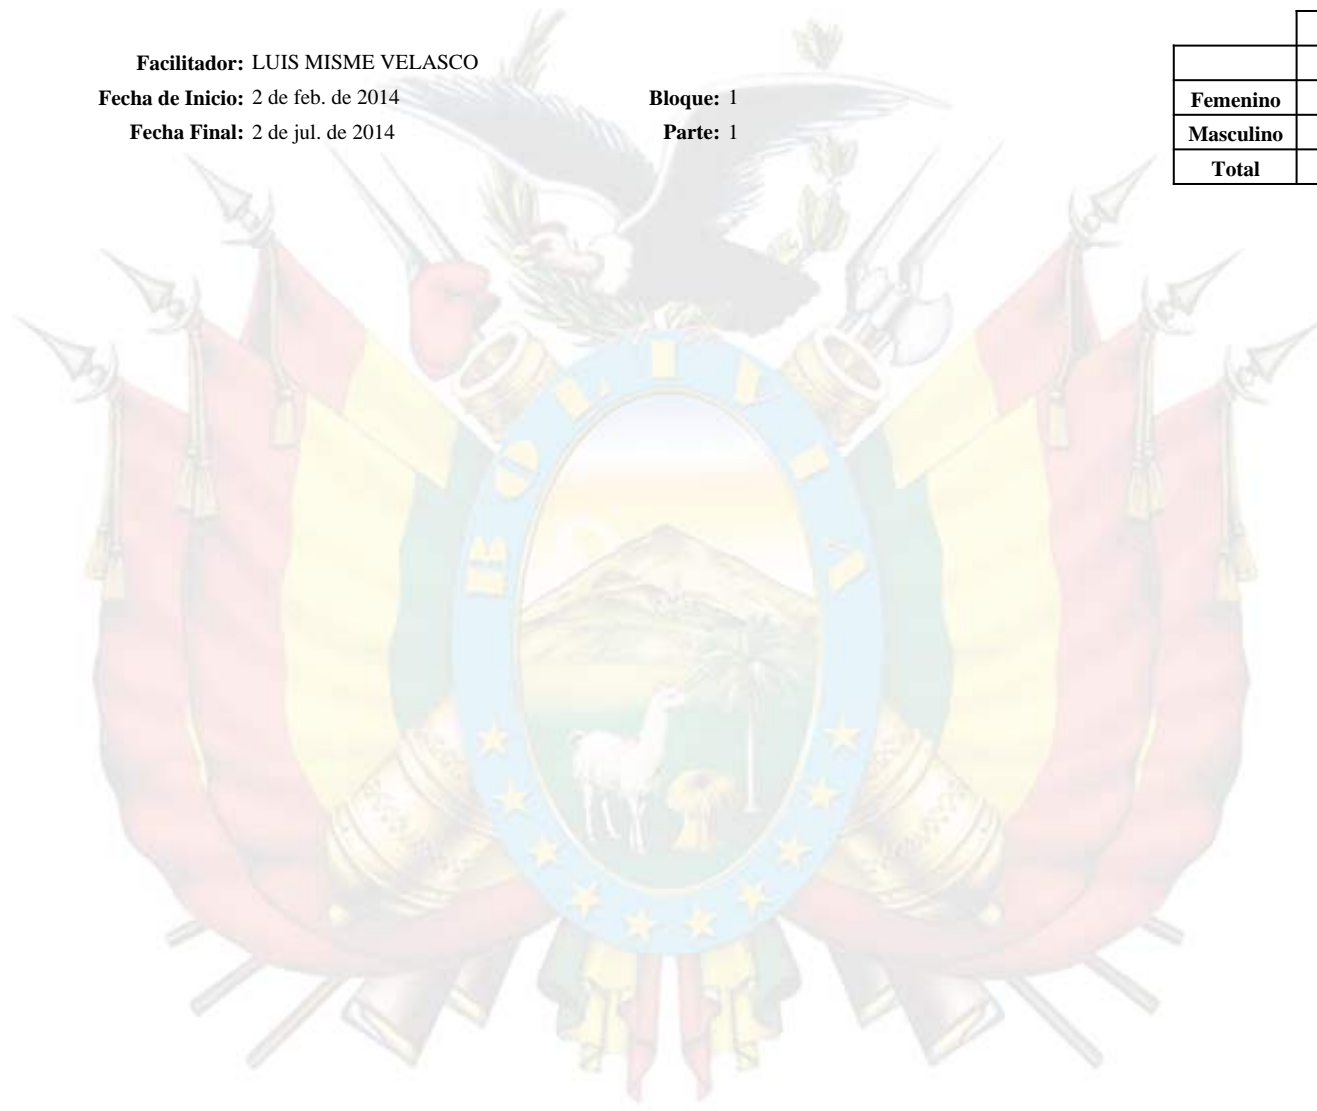 Facilitador: LUIS MISME VELASCO
Fecha de Inicio: 2 de feb. de 2014
Bloque: 1
Fecha Final: 2 de jul. de 2014
Parte: 1
Femenino
Masculino
Total
BOLIVIA